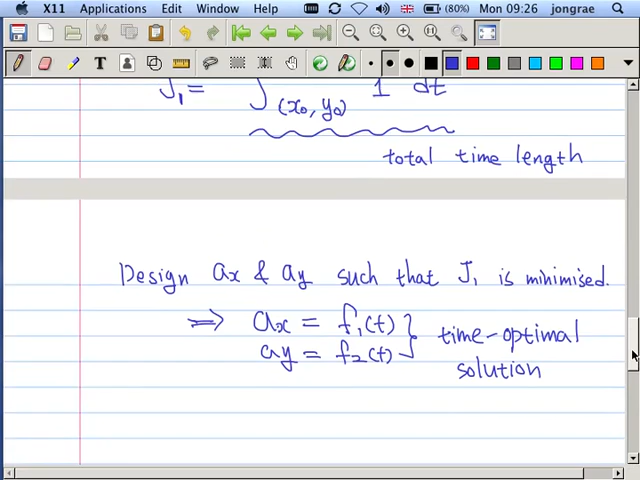 X11 Applications Edit Window Help (80%) Mon 09:26 jongrae
J₁ = ∫(x₀, y₀) 1 dt
total time length
Design ax & ay such that J₁ is minimised.
⇒ ax = f₁(t)
ay = f₂(t)
time-optimal
solution